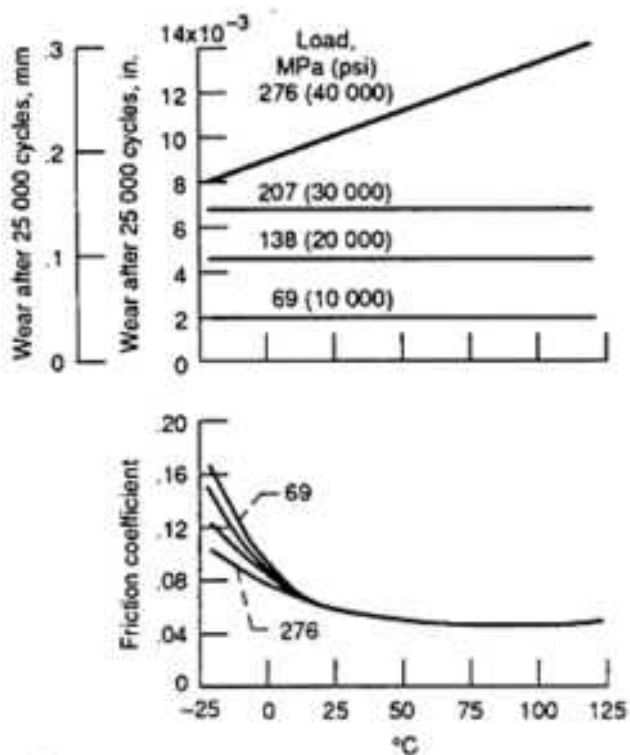 Wear after 25 000 cycles, mm
.3
.2
.1
0
Wear after 25 000 cycles, in.
14x10⁻³
12
10
8
6
4
2
0
Load,
MPa (psi)
276 (40 000)
207 (30 000)
138 (20 000)
69 (10 000)
Friction coefficient
.20
.16
.12
.08
.04
0
69
276
-25
0
25
50
75
100
125
°C